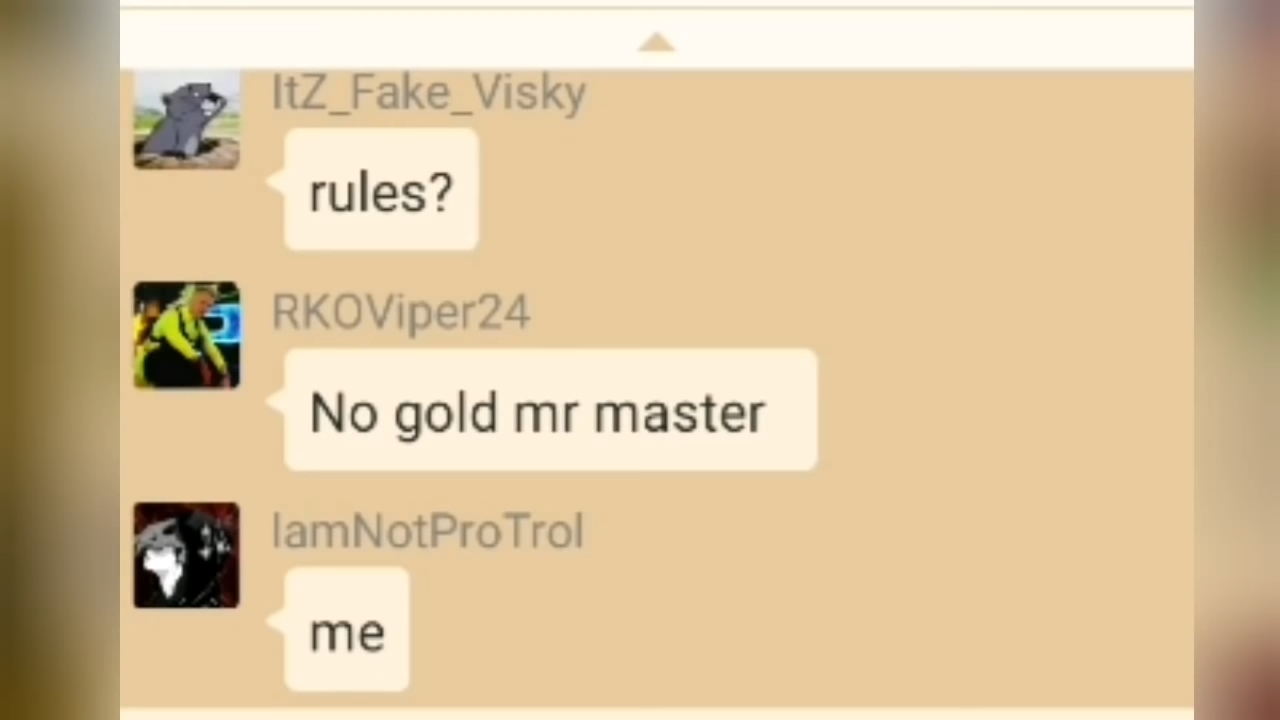 ItZ_Fake_Visky
rules?
RKOViper24
No gold mr master
IamNotProTrol
me